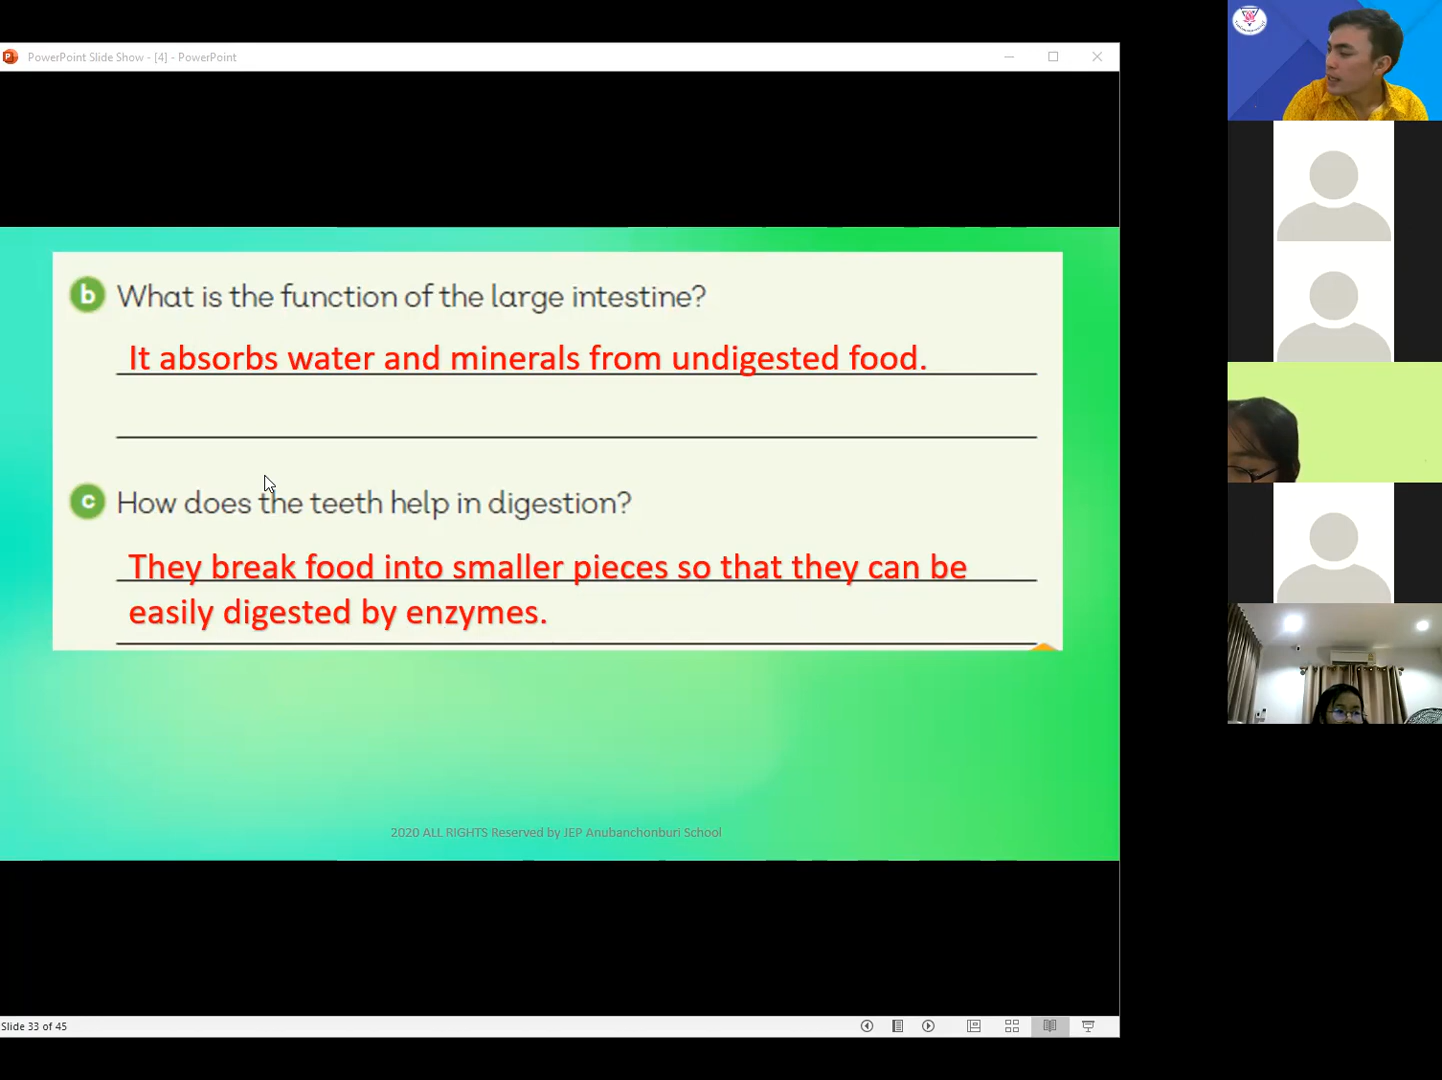 PowerPoint Slide Show - [4] - PowerPoint
b What is the function of the large intestine?
It absorbs water and minerals from undigested food.
c How does the teeth help in digestion?
They break food into smaller pieces so that they can be
easily digested by enzymes.
2020 ALL RIGHTS Reserved by JEP Anubanchonburi School
Slide 33 of 45